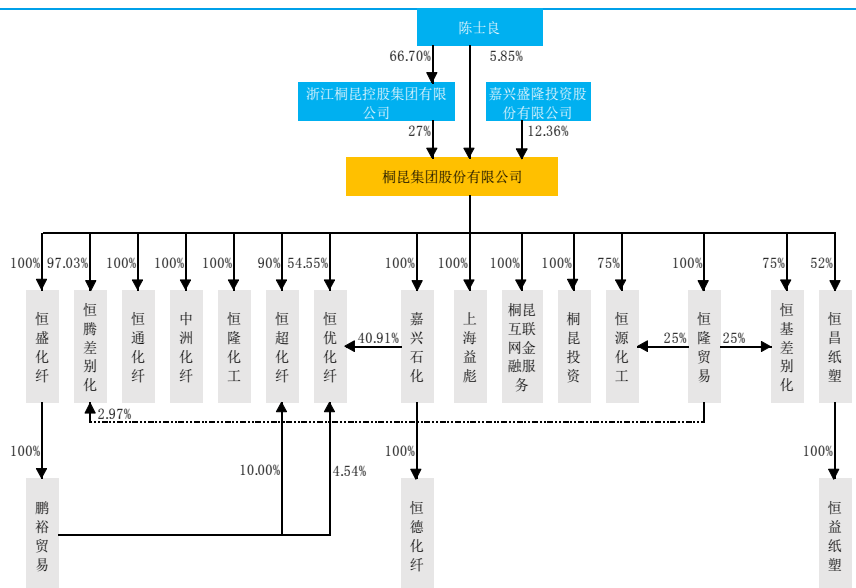 陈士良
66.70%
5.85%
浙江桐昆控股集团有限
公司
嘉兴盛隆投资股
份有限公司
27%
12.36%
桐昆集团股份有限公司
100%
97.03%
100%
100%
100%
90%
54.55%
100%
100%
100%
100%
75%
100%
75%
52%
恒盛化纤
恒腾差别化
恒通化纤
中洲化纤
恒隆化工
恒超化纤
恒优化纤
嘉兴石化
上海益彪
桐昆
互联
网金
融服
务
桐昆投资
恒源化工
恒隆贸易
恒基差别化
恒昌纸塑
40.91%
25%
25%
2.97%
100%
10.00%
4.54%
100%
100%
鹏裕贸易
恒德化纤
恒益纸塑